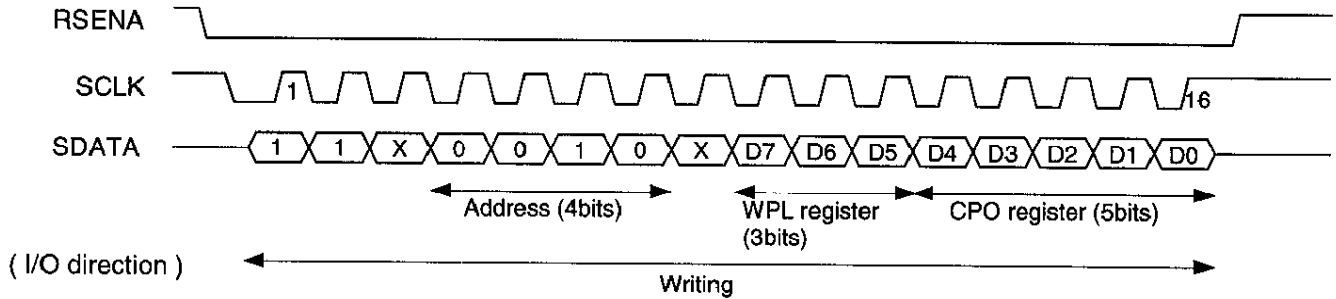 RSENA
SCLK 1 16
SDATA 1 1 X 0 0 1 0 X D7 D6 D5 D4 D3 D2 D1 D0
Address (4bits) WPL register CPO register (5bits)
(3bits)
( I/O direction )
Writing